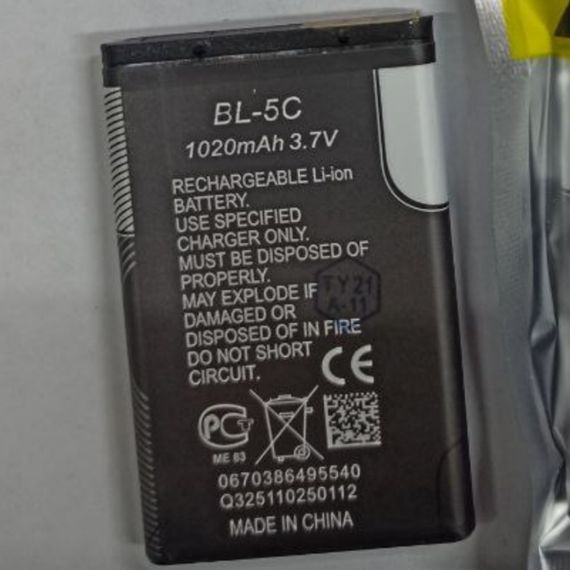 BL-5C
1020mAh 3.7V
RECHARGEABLE Li-ion
BATTERY.
USE SPECIFIED
CHARGER ONLY.
MUST BE DISPOSED OF
PROPERLY.
MAY EXPLODE IF
DAMAGED OR
DISPOSED OF IN FIRE
DO NOT SHORT
CIRCUIT.
TY21
A-11
CE
PG
ME 83
0670386495540
Q325110250112
MADE IN CHINA